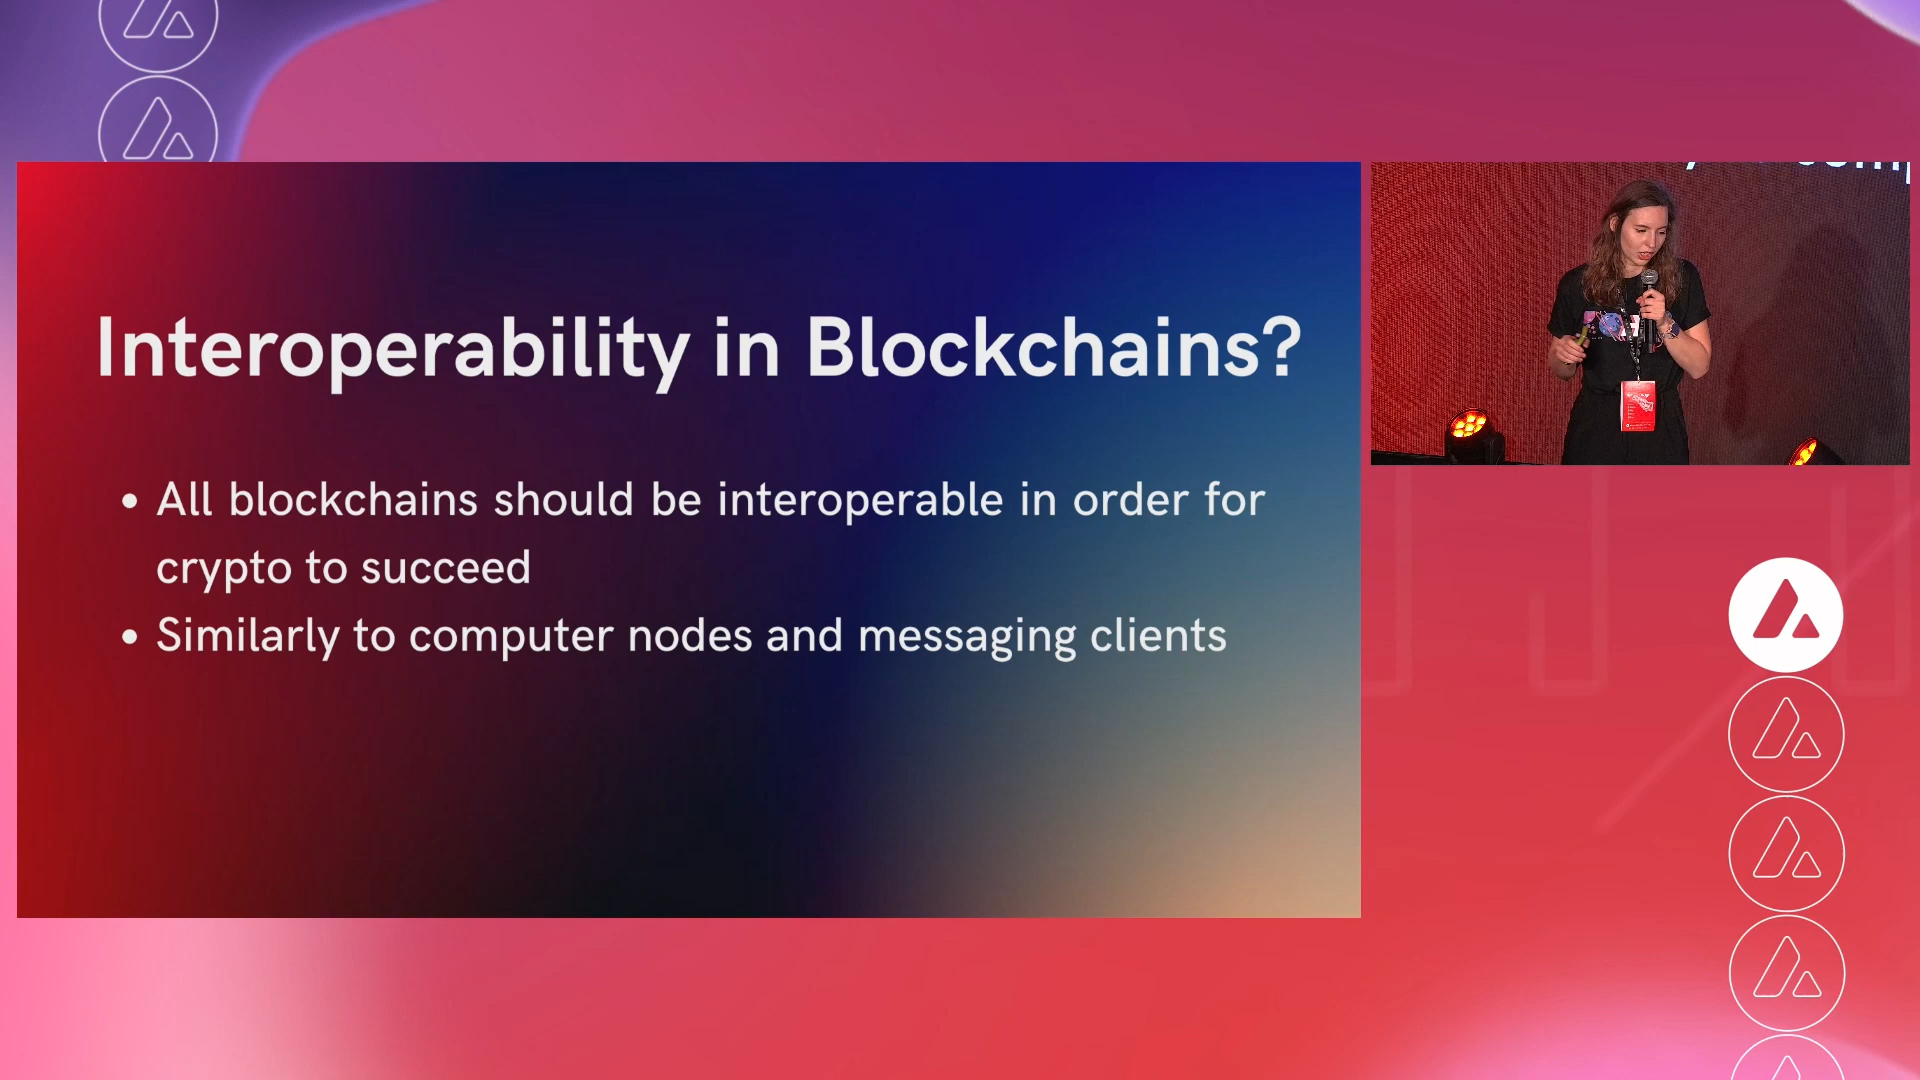 Interoperability in Blockchains?
• All blockchains should be interoperable in order for
crypto to succeed
• Similarly to computer nodes and messaging clients